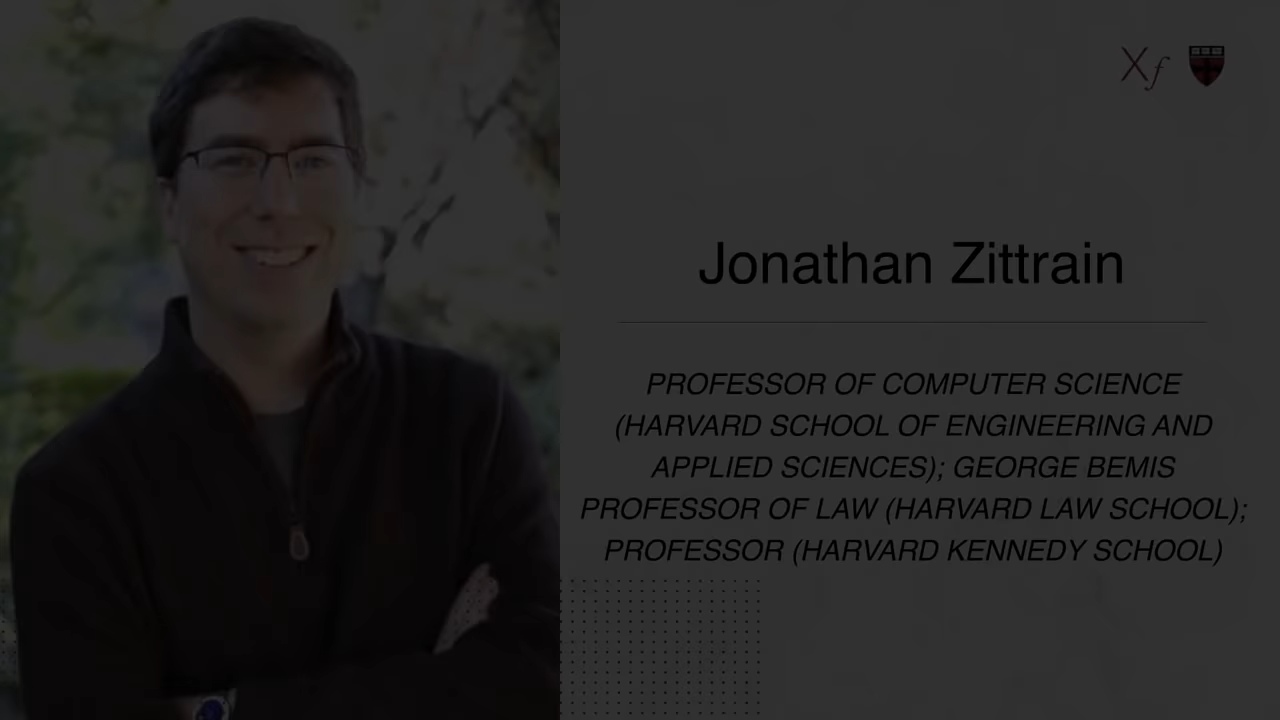 Xf
Jonathan Zittrain
PROFESSOR OF COMPUTER SCIENCE
(HARVARD SCHOOL OF ENGINEERING AND
APPLIED SCIENCES); GEORGE BEMIS
PROFESSOR OF LAW (HARVARD LAW SCHOOL);
PROFESSOR (HARVARD KENNEDY SCHOOL)